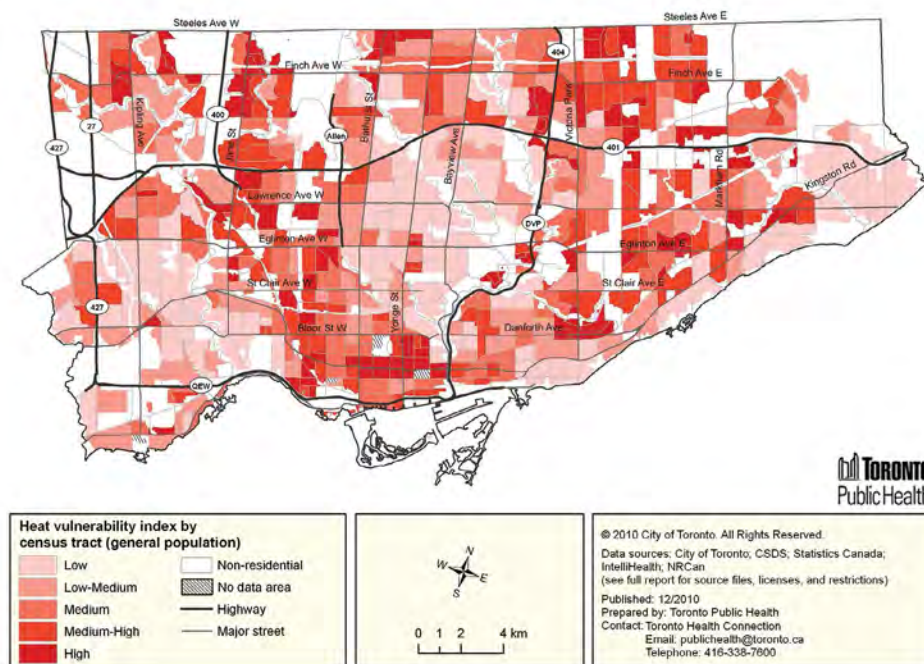 Steeles Ave W
Steeles Ave E
404
Finch Ave W
Finch Ave E
27
427
Kipling Ave
400
Jane St
Allen
Bathurst St
Bayview Ave
Victoria Park
401
Markham Rd
Kingston Rd
Lawrence Ave W
DVP
Eglinton Ave W
Eglinton Ave E
St Clair Ave W
St Clair Ave E
427
Yonge St
Bloor St W
Danforth Ave
QEW
TORONTO
Public Health
Heat vulnerability index by
census tract (general population)
Low
Low-Medium
Medium
Medium-High
High
Non-residential
No data area
Highway
Major street
N
W
E
S
0 1 2 4 km
© 2010 City of Toronto. All Rights Reserved.
Data sources: City of Toronto; CSDS; Statistics Canada;
IntelliHealth; NRCan
(see full report for source files, licenses, and restrictions)
Published: 12/2010
Prepared by: Toronto Public Health
Contact: Toronto Health Connection
Email: publichealth@toronto.ca
Telephone: 416-338-7600